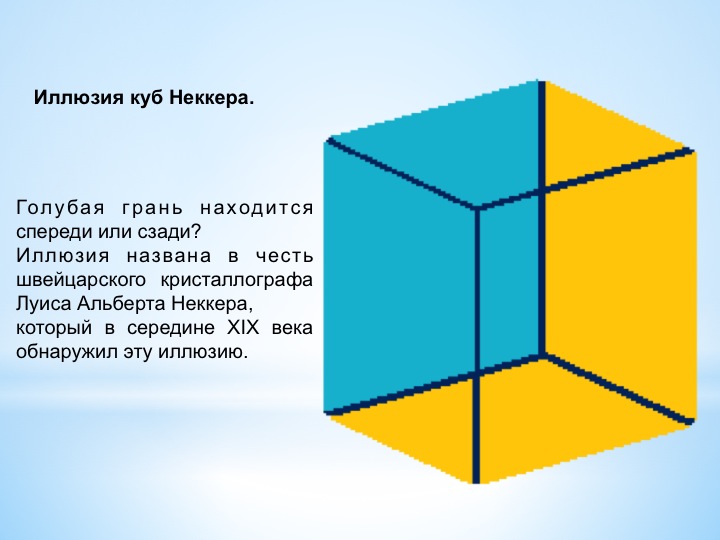 Иллюзия куб Неккера.
Голубая грань находится
спереди или сзади?
Иллюзия названа в честь
швейцарского кристаллографа
Луиса Альберта Неккера,
который в середине XIX века
обнаружил эту иллюзию.